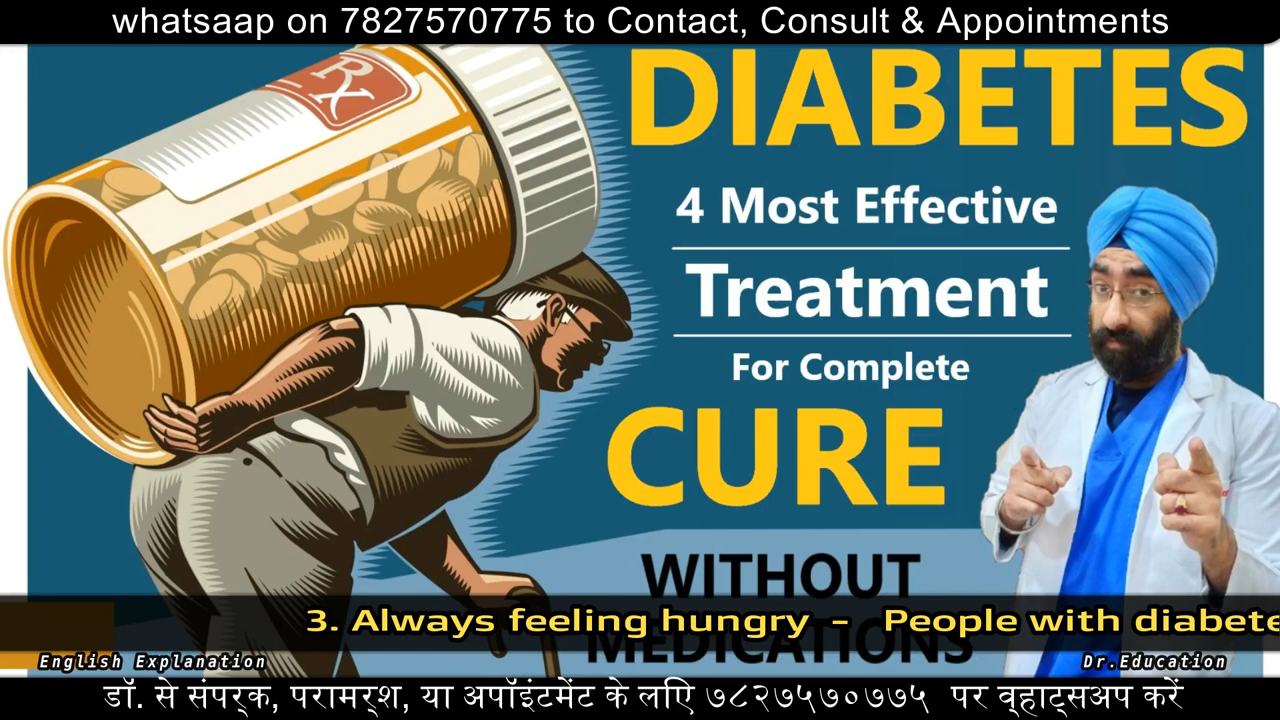 whatsaap on 7827570775 to Contact, Consult & Appointments
RX
DIABETES
4 Most Effective
Treatment
For Complete
CURE
WITHOUT
MEDICATIONS
3. Always feeling hungry – People with diabete
English Explanation
Dr.Education
डॉ. से संपर्क, परामर्श, या अपॉइंटमेंट के लिए ७८२७५७०७७५ पर व्हाट्सअप करें